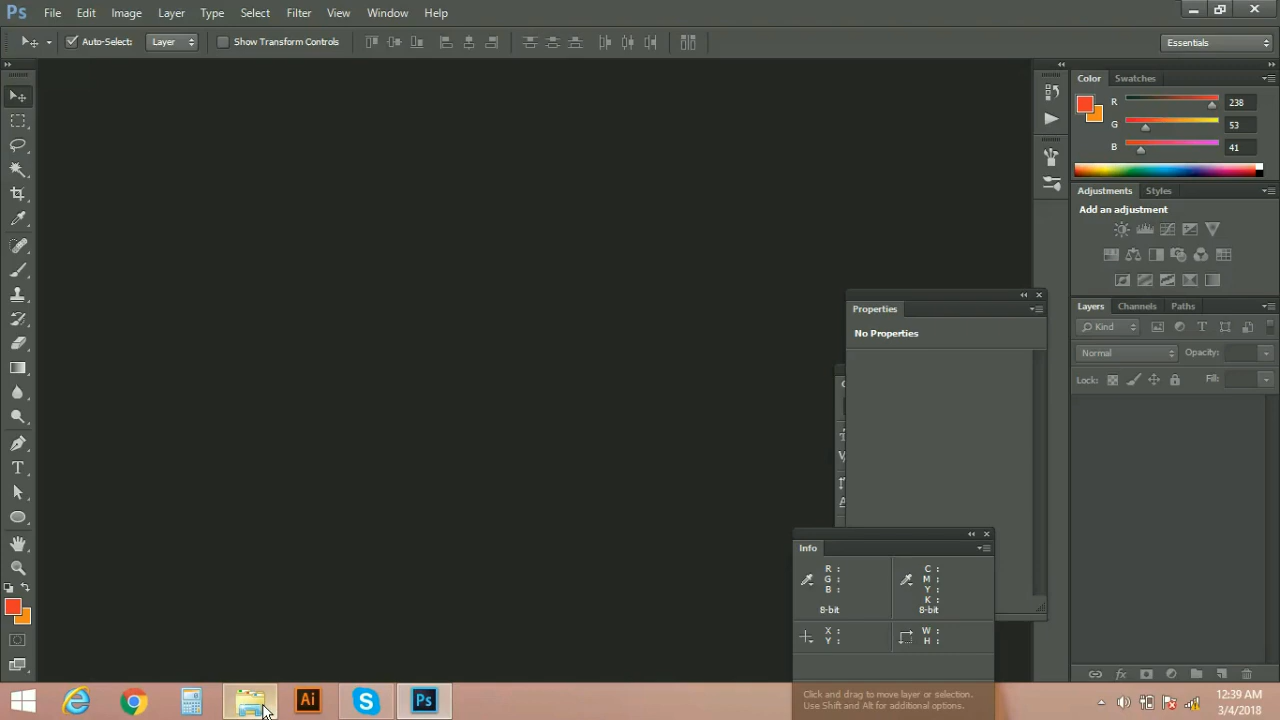 Ps File Edit Image Layer Type Select Filter View Window Help
Auto-Select: Layer Show Transform Controls Essentials
Color Swatches
R 238
G 53
B 41
Adjustments Styles
Add an adjustment
Layers Channels Paths
Kind
Normal Opacity:
Lock: Fill:
Properties
No Properties
Info
R :
G :
B :
8-bit
C :
M :
Y :
K :
8-bit
X :
Y :
W :
H :
Click and drag to move layer or selection.
Use Shift and Alt for additional options.
Ai
Ps
12:39 AM
3/4/2018